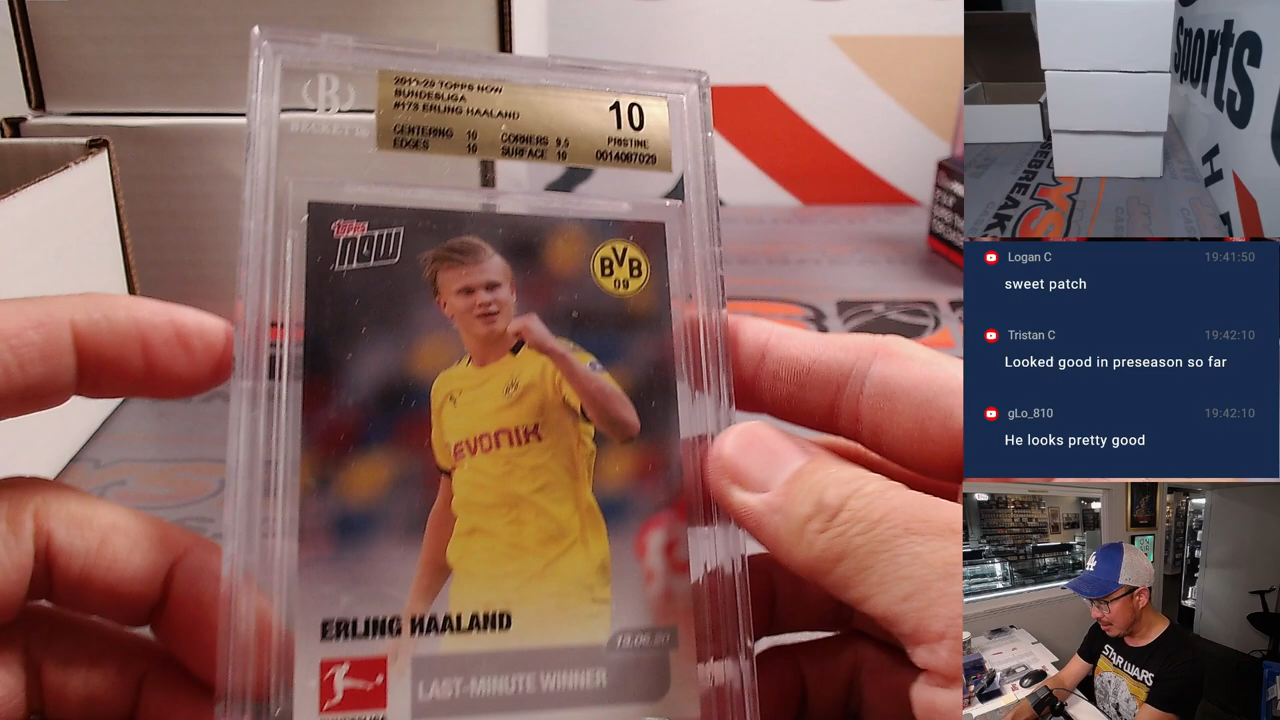 BECKETT
2019-20 TOPPS NOW
BUNDESLIGA
#173 ERLING HAALAND
CENTERING 10 CORNERS 9.5
EDGES 10 SURFACE 10
10
PRISTINE
0014087029
Topps
NOW
BVB
09
EVONIK
ERLING HAALAND
13.06.20
LAST-MINUTE WINNER
BUNDESLIGA
Sports
Logan C 19:41:50
sweet patch
Tristan C 19:42:10
Looked good in preseason so far
gLo_810 19:42:10
He looks pretty good
STAR WARS